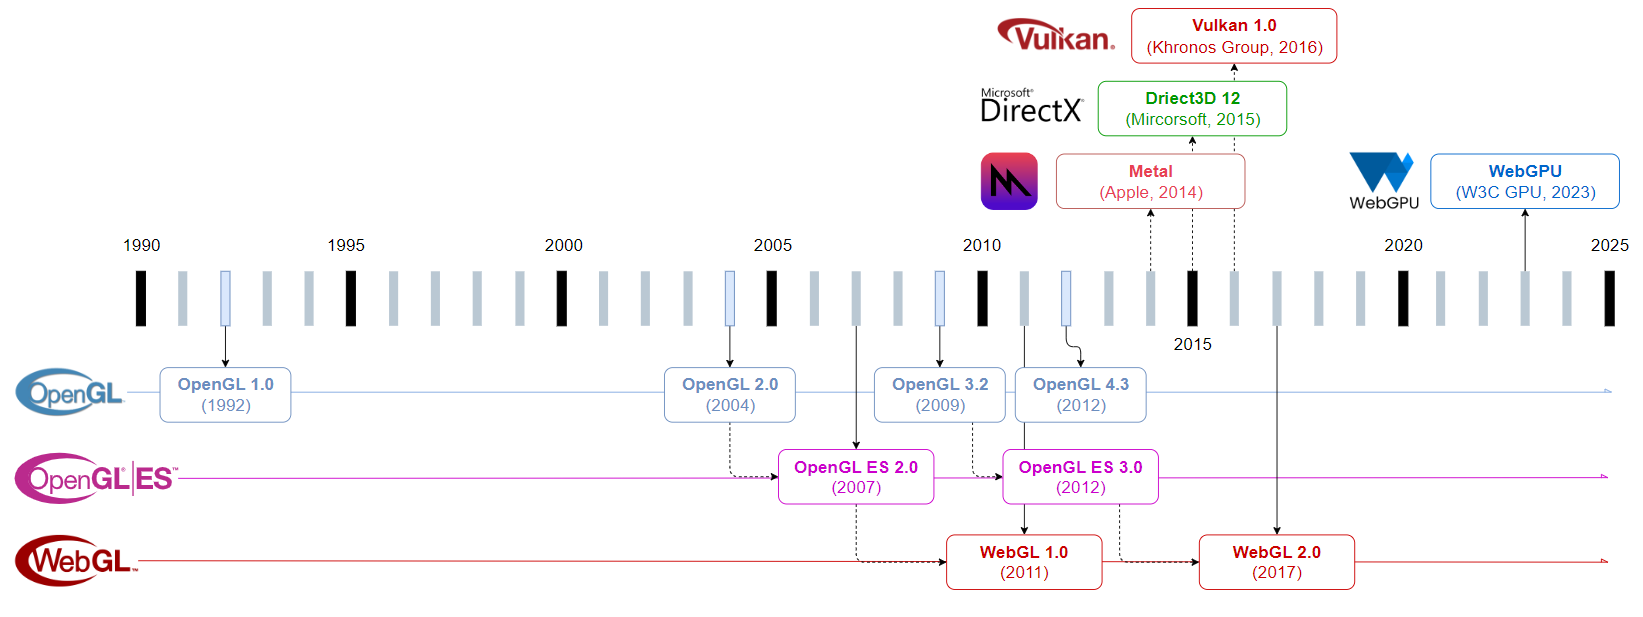 Vulkan®
Vulkan 1.0
(Khronos Group, 2016)
Microsoft®
DirectX®
Driect3D 12
(Mircorsoft, 2015)
Metal
(Apple, 2014)
WebGPU
WebGPU
(W3C GPU, 2023)
1990
1995
2000
2005
2010
2020
2025
2015
OpenGL
OpenGL 1.0
(1992)
OpenGL 2.0
(2004)
OpenGL 3.2
(2009)
OpenGL 4.3
(2012)
OpenGL®|ES™
OpenGL ES 2.0
(2007)
OpenGL ES 3.0
(2012)
WebGL™
WebGL 1.0
(2011)
WebGL 2.0
(2017)